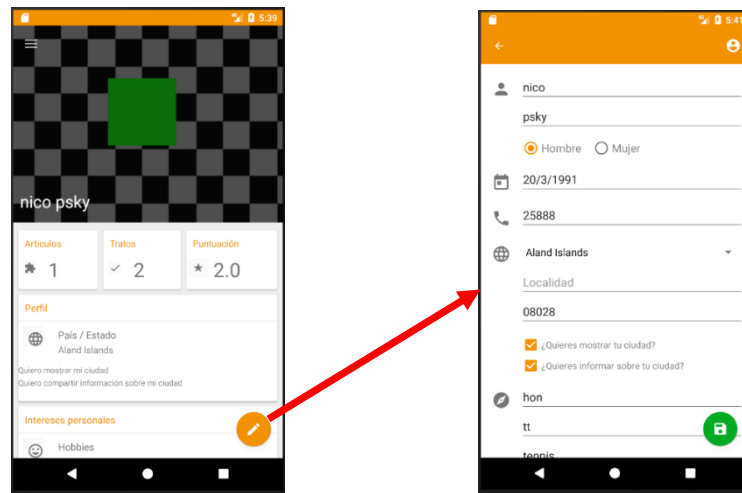 5:39
nico psky
Articulos
Tratos
Puntuación
1
2
2.0
Perfil
País / Estado
Aland Islands
Quiero mostrar mi ciudad
Quiero compartir información sobre mi ciudad
Intereses personales
Hobbies
5:41
nico
psky
Hombre
Mujer
20/3/1991
25888
Aland Islands
Localidad
08028
¿Quieres mostrar tu ciudad?
¿Quieres informar sobre tu ciudad?
hon
tt
tennis